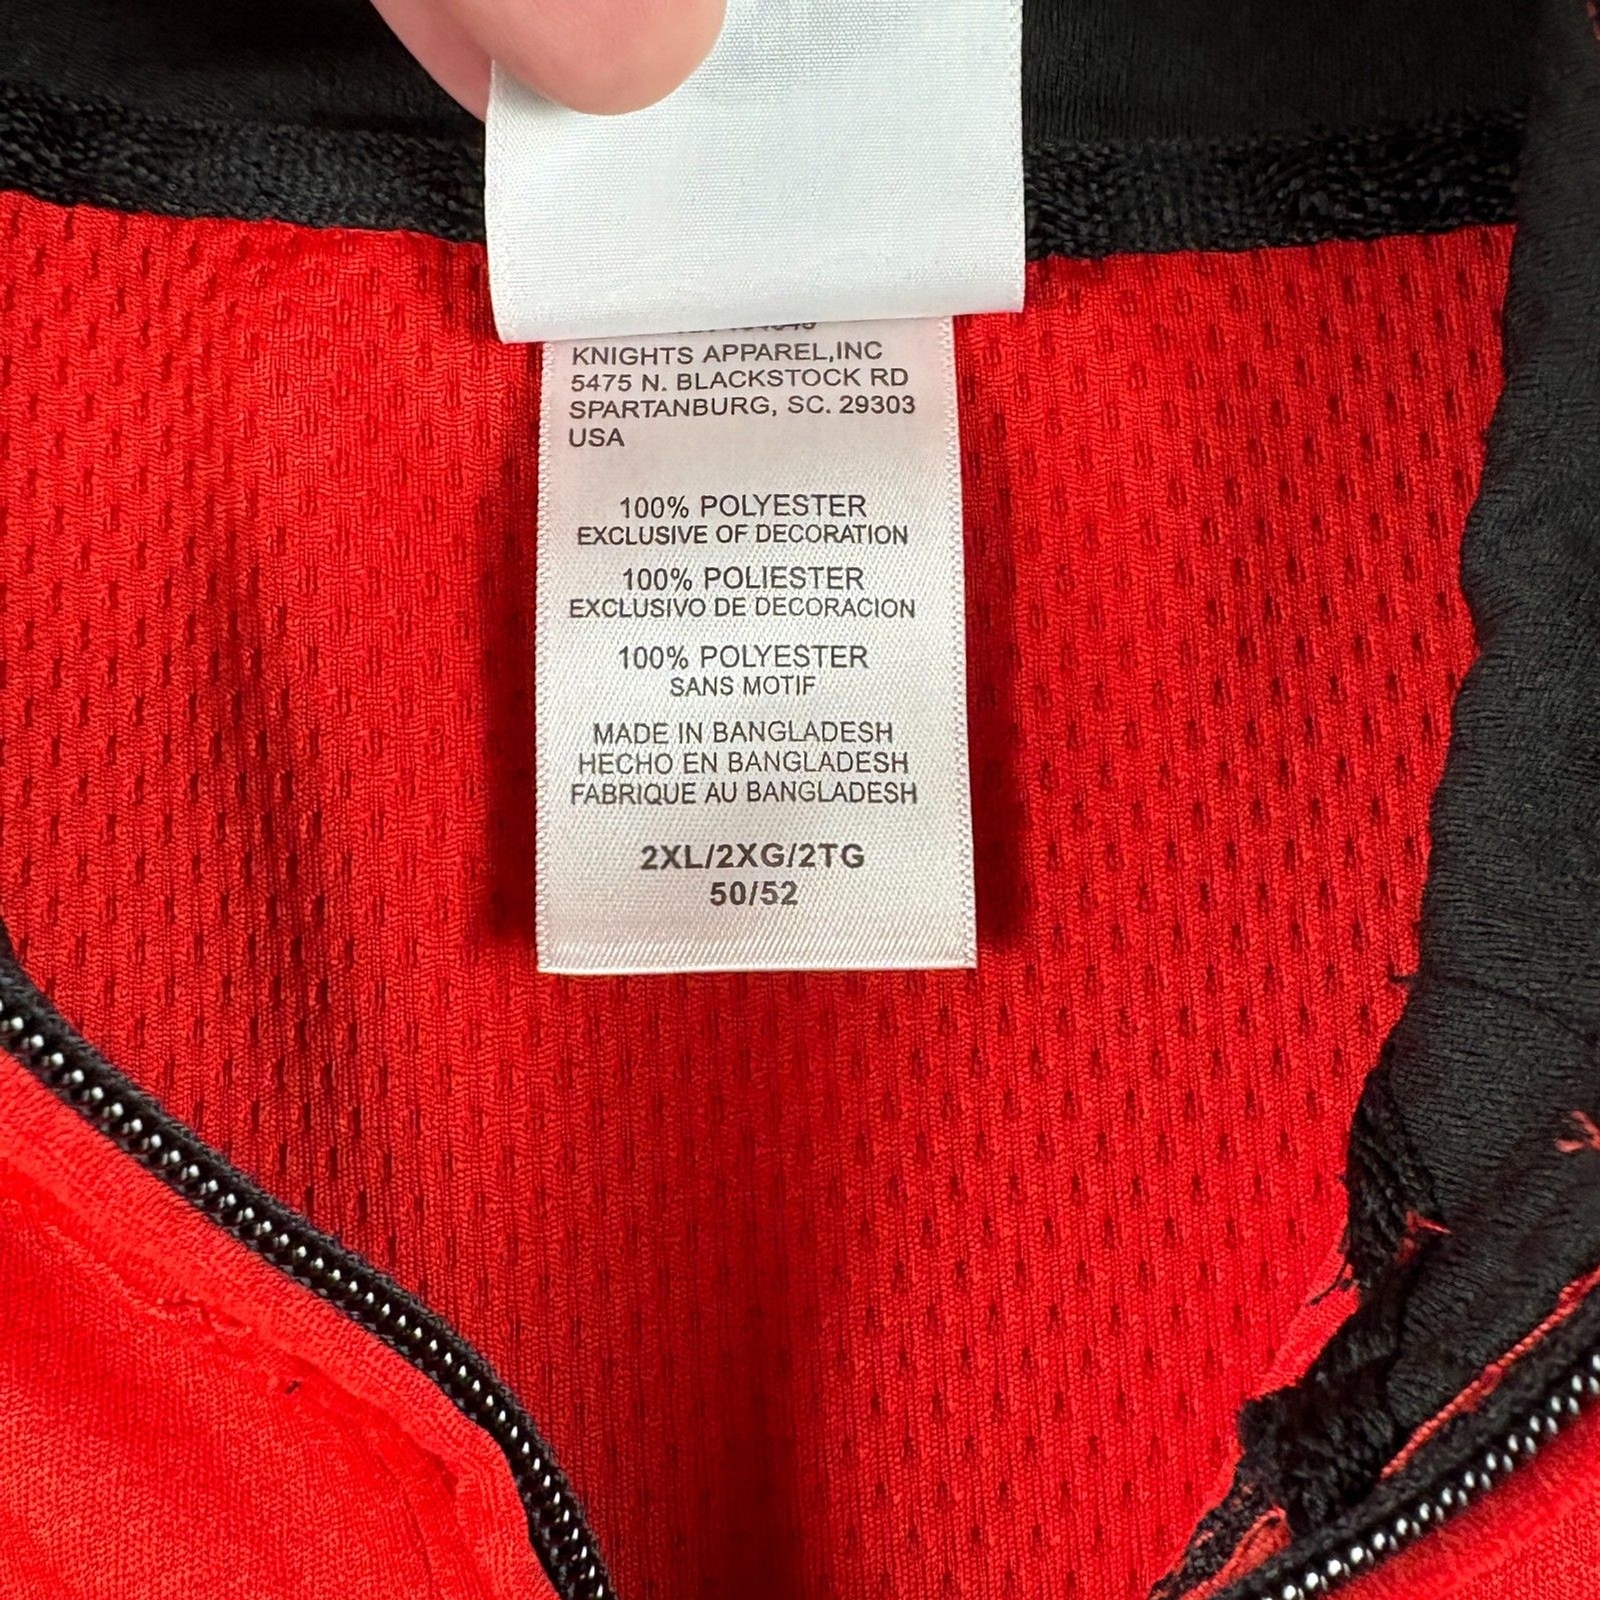 KNIGHTS APPAREL,INC
5475 N. BLACKSTOCK RD
SPARTANBURG, SC. 29303
USA
100% POLYESTER
EXCLUSIVE OF DECORATION
100% POLIESTER
EXCLUSIVO DE DECORACION
100% POLYESTER
SANS MOTIF
MADE IN BANGLADESH
HECHO EN BANGLADESH
FABRIQUE AU BANGLADESH
2XL/2XG/2TG
50/52